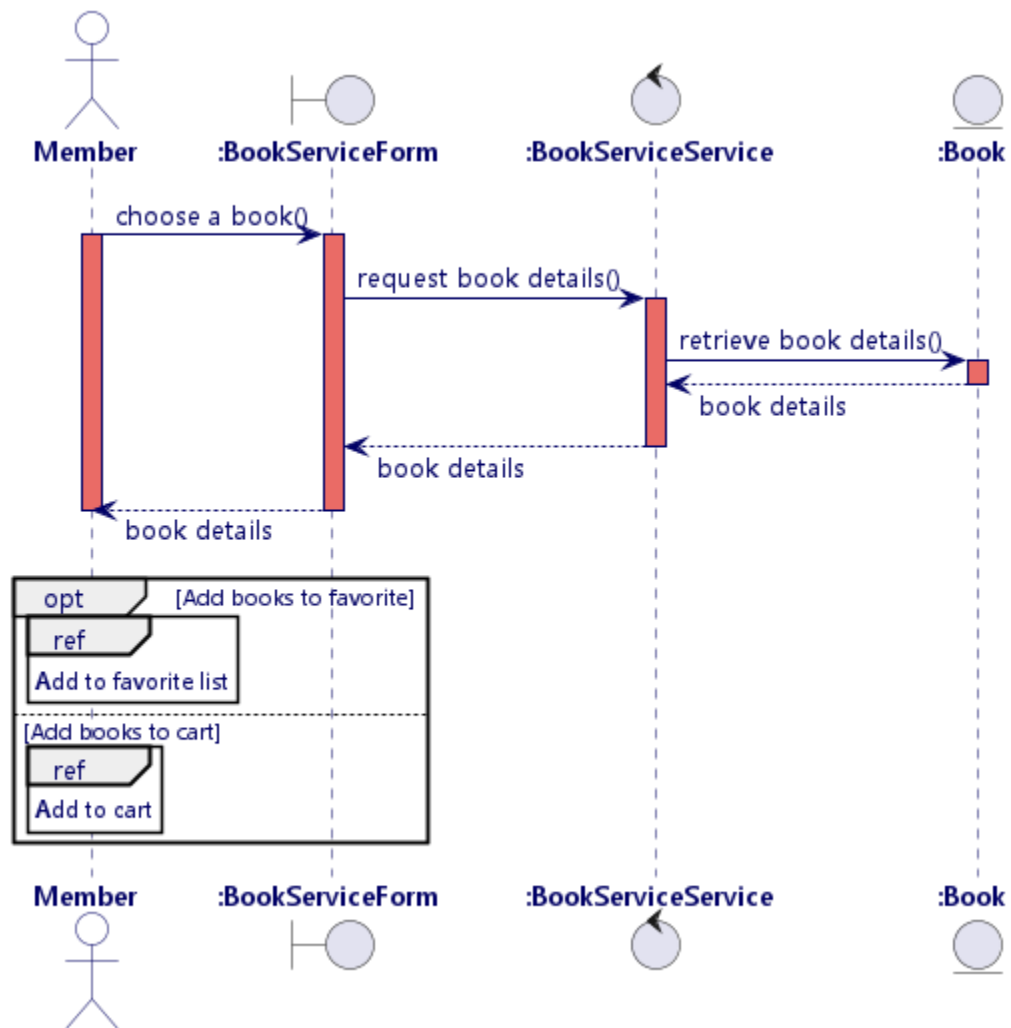 Member
:BookServiceForm
:BookServiceService
:Book
choose a book()
request book details()
retrieve book details()
book details
book details
book details
opt
[Add books to favorite]
ref
Add to favorite list
[Add books to cart]
ref
Add to cart
Member
:BookServiceForm
:BookServiceService
:Book